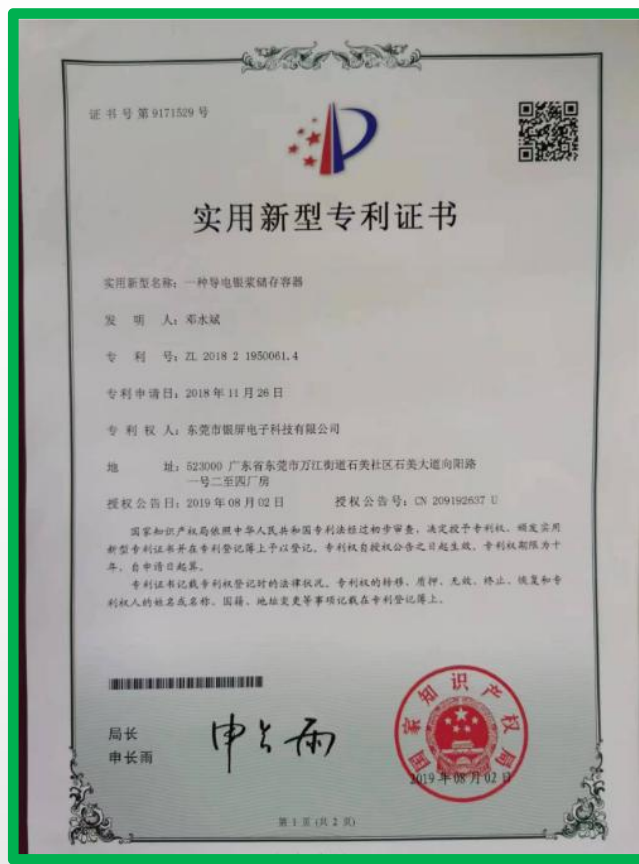 证书号第9171529号
实用新型专利证书
实用新型名称：一种导电银浆储存容器
发明人：邓水斌
专利号：ZL 2018 2 1950061.4
专利申请日：2018年11月26日
专利权人：东莞市银屏电子科技有限公司
地址：523000 广东省东莞市万江街道石美社区石美大道向阳路
一号二至四厂房
授权公告日：2019年08月02日 授权公告号：CN 209192637 U
国家知识产权局依照中华人民共和国专利法经过初步审查，决定授予专利权，颁发实用
新型专利证书并在专利登记簿上予以登记。专利权自授权公告之日起生效。专利权期限为十
年，自申请日起算。
专利证书记载专利权登记时的法律状况。专利权的转移、质押、无效、终止、恢复和专
利权人的姓名或名称、国籍、地址变更等事项记载在专利登记簿上。
局长
申长雨
申长雨
国家知识产权局
2019年08月02日
第1页（共2页）